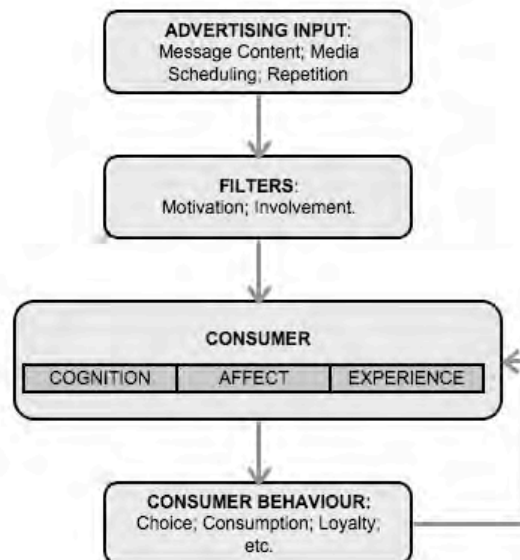 ADVERTISING INPUT:
Message Content; Media
Scheduling; Repetition
FILTERS:
Motivation; Involvement.
CONSUMER
COGNITION AFFECT EXPERIENCE
CONSUMER BEHAVIOUR:
Choice; Consumption; Loyalty;
etc.